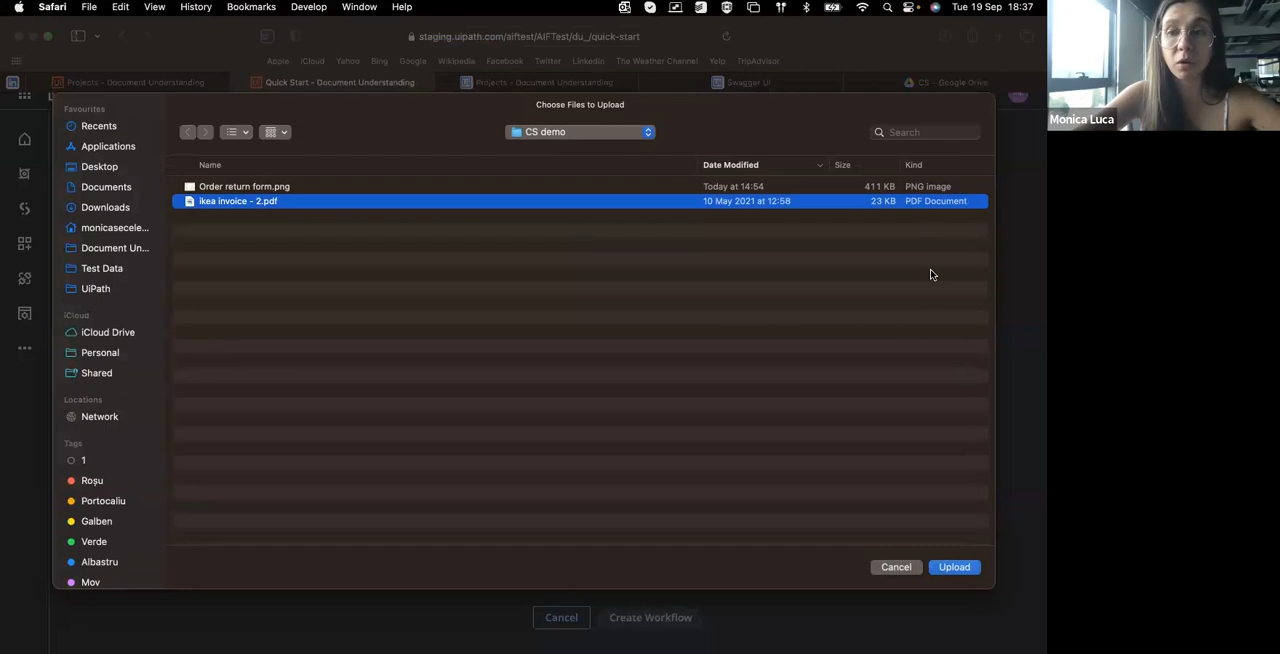 Safari File Edit View History Bookmarks Develop Window Help Tue 19 Sep 18:37
staging.uipath.com/aiftest/AIFTest/du_/quick-start
Apple iCloud Yahoo Bing Google Wikipedia Facebook Twitter LinkedIn The Weather Channel Yelp TripAdvisor
Projects - Document Understanding Quick Start - Document Understanding Projects - Document Understanding Swagger UI CS - Google Drive
Choose Files to Upload
CS demo
Search
Favourites
Recents
Applications
Desktop
Documents
Downloads
monicasecele...
Document Un...
Test Data
UiPath
iCloud
iCloud Drive
Personal
Shared
Locations
Network
Tags
1
Roșu
Portocaliu
Galben
Verde
Albastru
Mov
Name Date Modified Size Kind
Order return form.png Today at 14:54 411 KB PNG image
ikea invoice - 2.pdf 10 May 2021 at 12:58 23 KB PDF Document
Cancel Upload
Cancel Create Workflow
Monica Luca